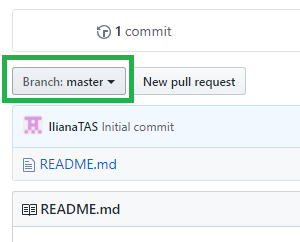 1 commit
Branch: master New pull request
IlianaTAS Initial commit
README.md
README.md